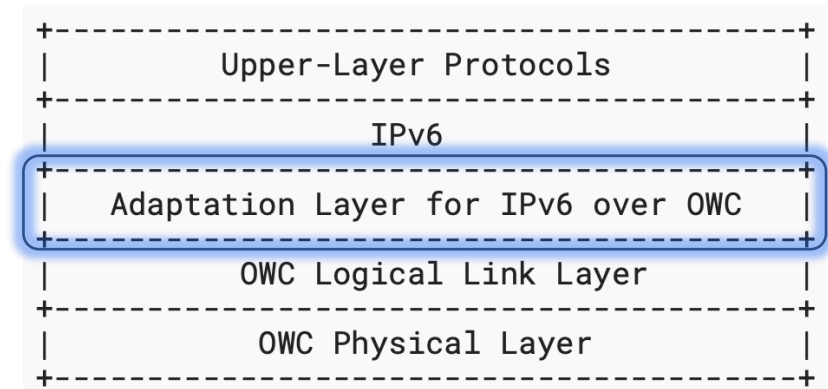 Upper-Layer Protocols
IPv6
Adaptation Layer for IPv6 over OWC
OWC Logical Link Layer
OWC Physical Layer